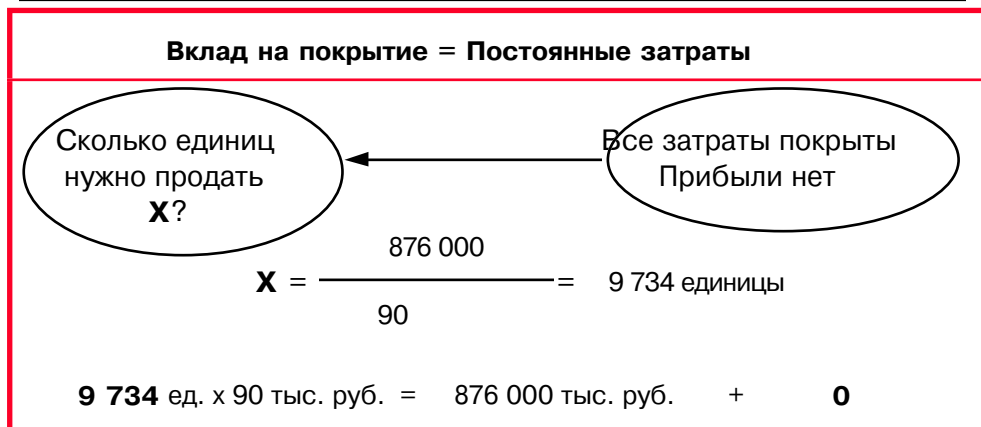 Вклад на покрытие = Постоянные затраты
Сколько единиц
нужно продать
X?
Все затраты покрыты
Прибыли нет
876 000
X = = 9 734 единицы
90
9 734 ед. x 90 тыс. руб. = 876 000 тыс. руб. + 0